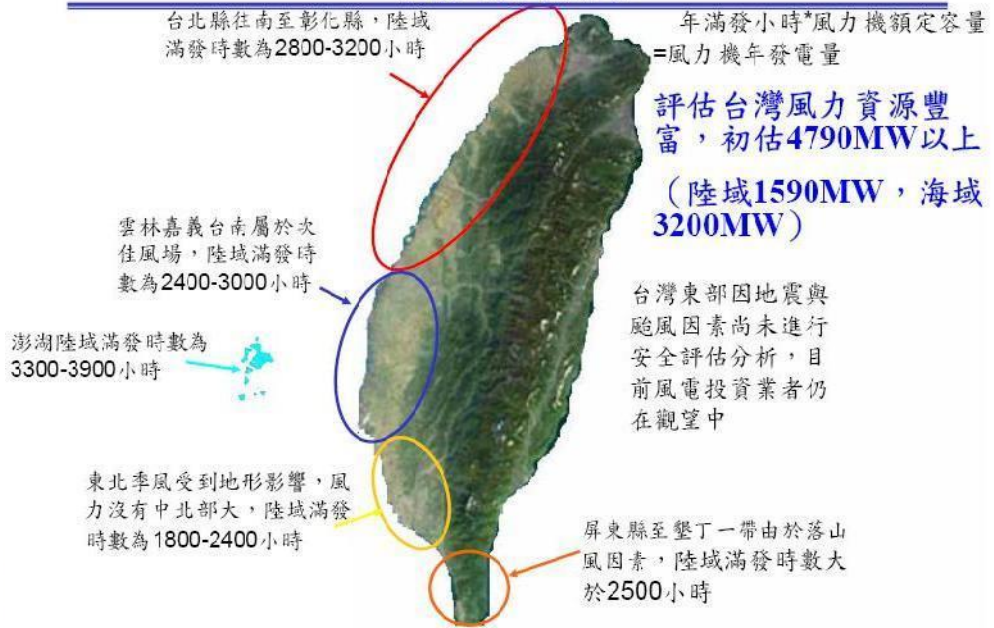 台北縣往南至彰化縣，陸域
滿發時數為2800-3200小時
年滿發小時*風力機額定容量
=風力機年發電量
評估台灣風力資源豐
富，初估4790MW以上
（陸域1590MW，海域
3200MW）
雲林嘉義台南屬於次
佳風場，陸域滿發時
數為2400-3000小時
澎湖陸域滿發時數為
3300-3900小時
台灣東部因地震與
颱風因素尚未進行
安全評估分析，目
前風電投資業者仍
在觀望中
東北季風受到地形影響，風
力沒有中北部大，陸域滿發
時數為1800-2400小時
屏東縣至墾丁一帶由於落山
風因素，陸域滿發時數大
於2500小時